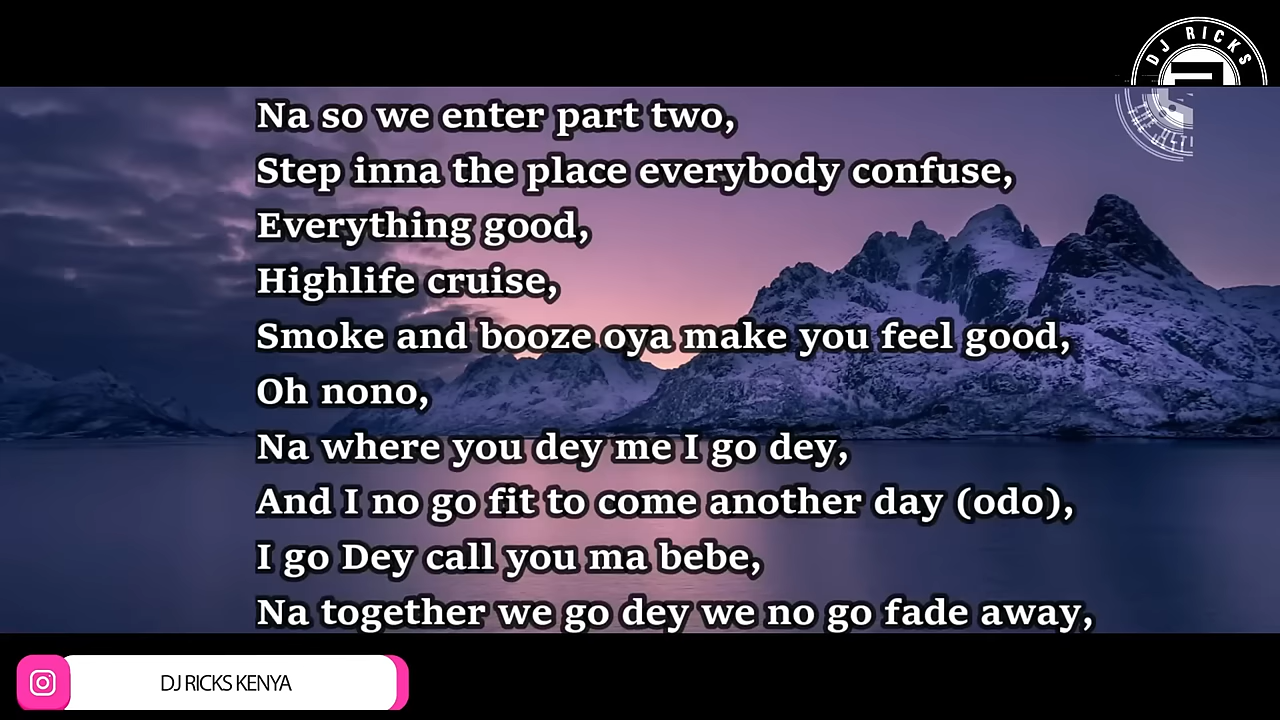 DJ RICKS
Na so we enter part two,
Step inna the place everybody confuse,
Everything good,
Highlife cruise,
Smoke and booze oya make you feel good,
Oh nono,
Na where you dey me I go dey,
And I no go fit to come another day (odo),
I go Dey call you ma bebe,
Na together we go dey we no go fade away,
DJ RICKS KENYA